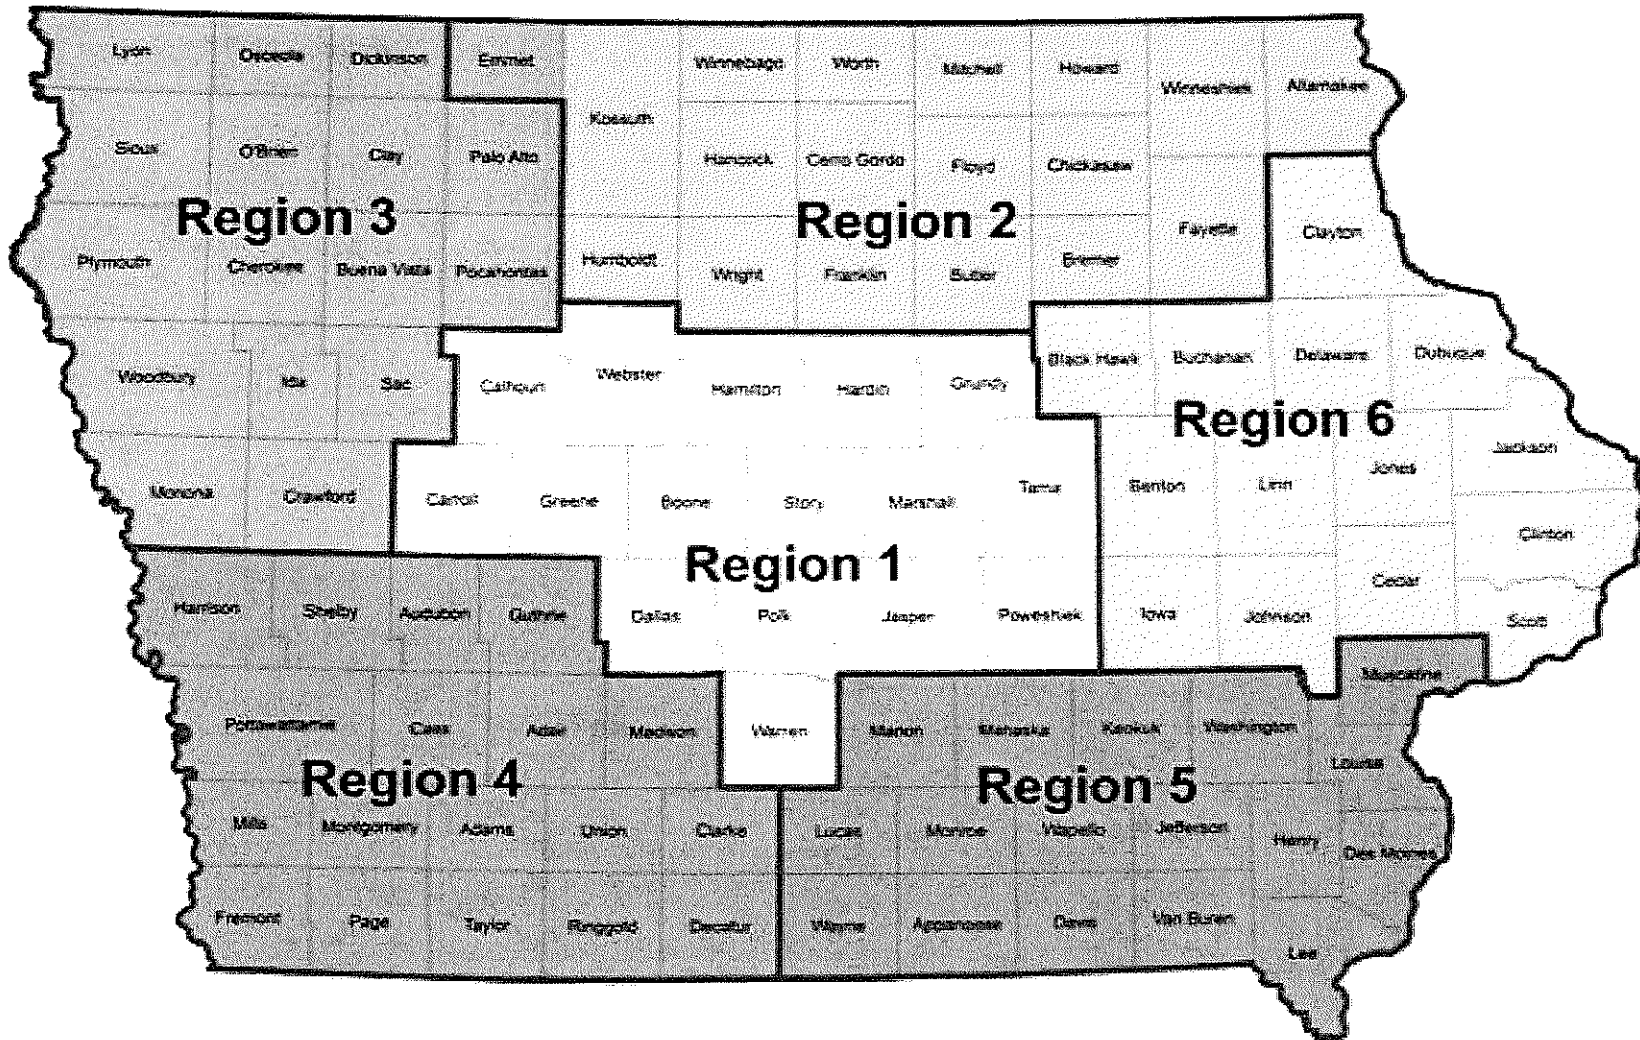 Lyon Osceola Dickinson Emmet Winnebago Worth Mitchell Howard Winneshiek Allamakee
Kossuth
Sioux O'Brien Clay Palo Alto Hancock Cerro Gordo Floyd Chickasaw
Region 3 Region 2
Fayette Clayton
Plymouth Cherokee Buena Vista Pocahontas Humboldt Wright Franklin Butler Bremer
Woodbury Ida Sac Calhoun Webster Hamilton Hardin Grundy Black Hawk Buchanan Delaware Dubuque
Region 6
Jackson
Monona Crawford Carroll Greene Boone Story Marshall Tama Benton Linn Jones
Clinton
Region 1
Cedar
Harrison Shelby Audubon Guthrie Dallas Polk Jasper Poweshiek Iowa Johnson Scott
Muscatine
Pottawattamie Cass Adair Madison Warren Marion Mahaska Keokuk Washington
Louisa
Region 4 Region 5
Mills Montgomery Adams Union Clarke Lucas Monroe Wapello Jefferson Henry Des Moines
Fremont Page Taylor Ringgold Decatur Wayne Appanoose Davis Van Buren
Lee